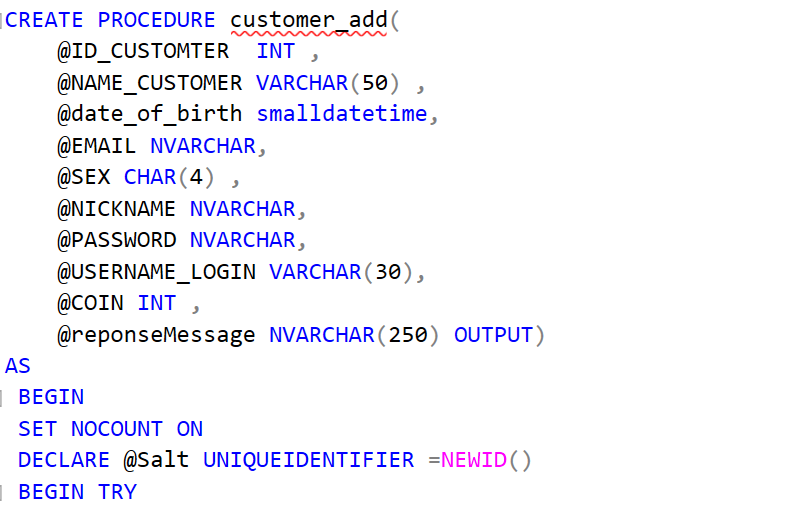 CREATE PROCEDURE customer_add(
@ID_CUSTOMTER  INT ,
@NAME_CUSTOMER VARCHAR(50) ,
@date_of_birth smalldatetime,
@EMAIL NVARCHAR,
@SEX CHAR(4) ,
@NICKNAME NVARCHAR,
@PASSWORD NVARCHAR,
@USERNAME_LOGIN VARCHAR(30),
@COIN INT ,
@reponseMessage NVARCHAR(250) OUTPUT)
AS
BEGIN
SET NOCOUNT ON
DECLARE @Salt UNIQUEIDENTIFIER =NEWID()
BEGIN TRY